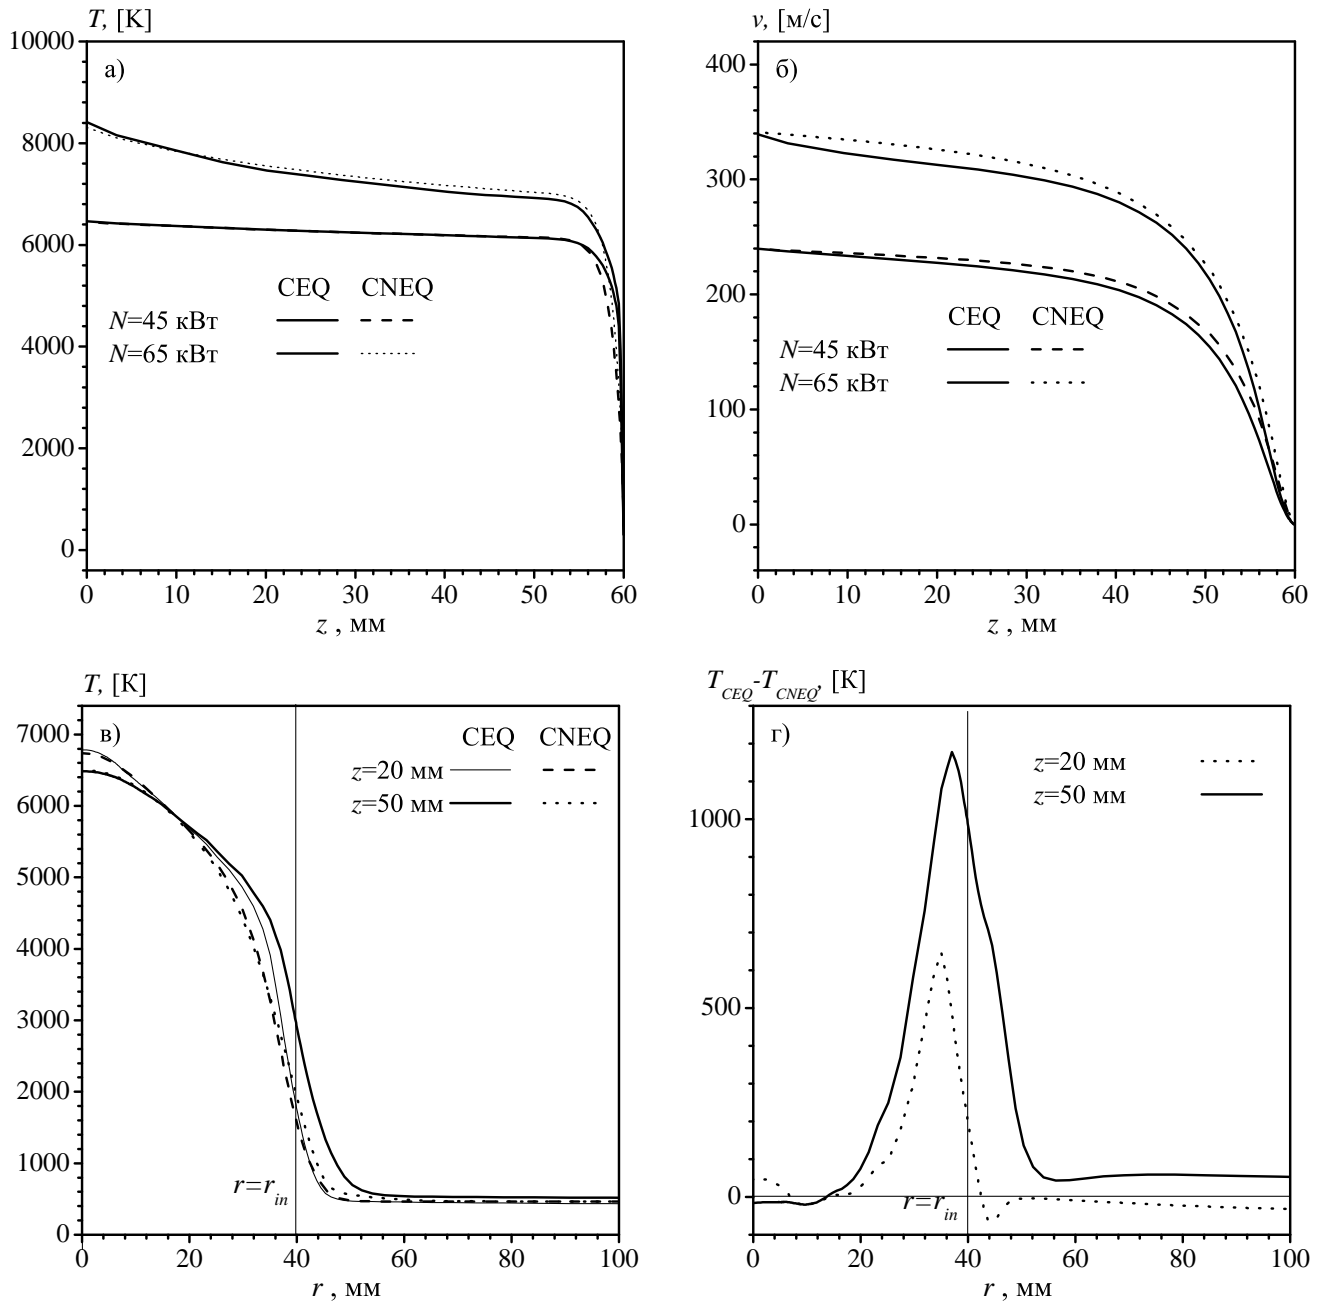 T, [K]
а)
10000
8000
6000
4000
2000
0
CEQ CNEQ
N=45 кВт
N=65 кВт
0 10 20 30 40 50 60
z , мм
v, [м/с]
б)
400
300
200
100
0
CEQ CNEQ
N=45 кВт
N=65 кВт
0 10 20 30 40 50 60
z , мм
T, [K]
в)
7000
6000
5000
4000
3000
2000
1000
0
CEQ CNEQ
z=20 мм
z=50 мм
r=r_in
0 20 40 60 80 100
r , мм
T_CEQ-T_CNEQ, [K]
г)
1000
500
0
z=20 мм
z=50 мм
r=r_in
0 20 40 60 80 100
r , мм